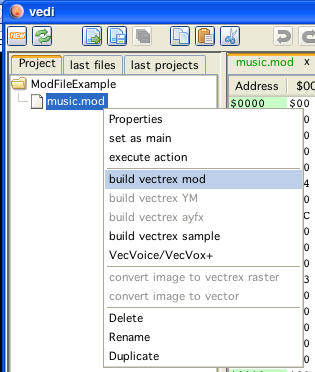 vedi
NEW
Project
last files
last projects
music.mod x
ModFileExample
music.mod
Address $00
$0000 $00
Properties
set as main
execute action
build vectrex mod
build vectrex YM
build vectrex ayfx
build vectrex sample
VecVoice/VecVox+
convert image to vectrex raster
convert image to vector
Delete
Rename
Duplicate